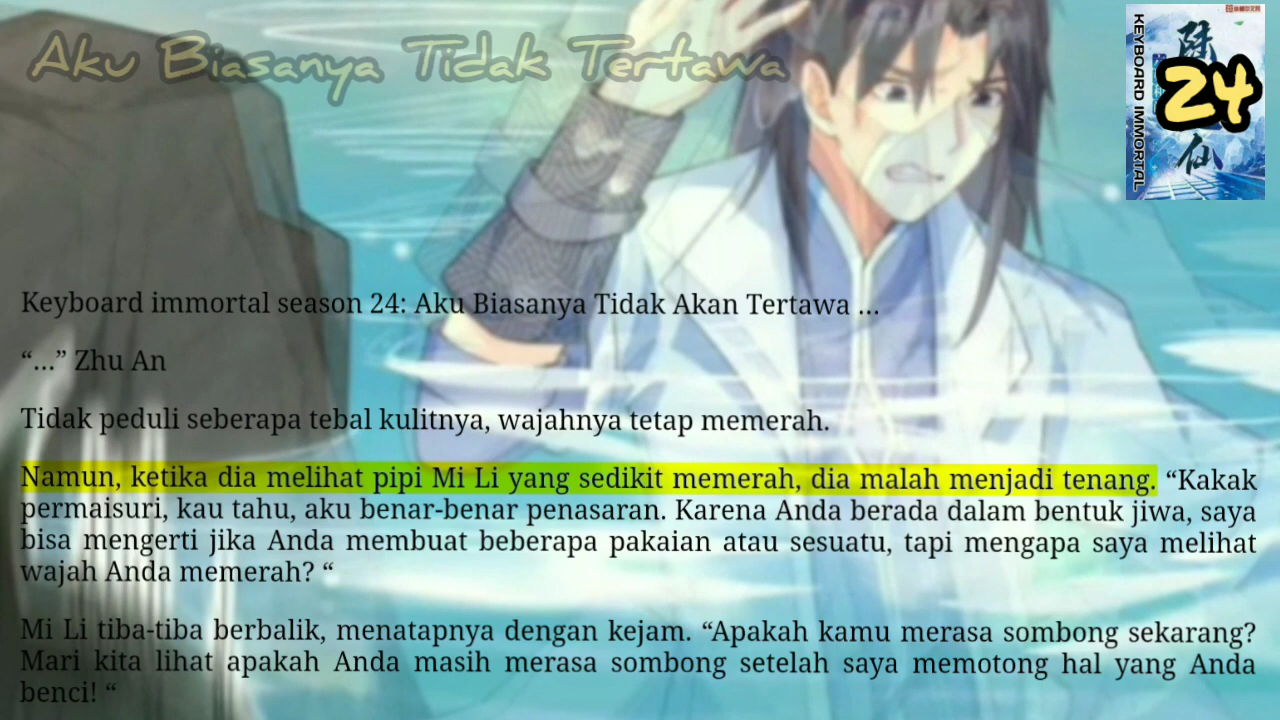 Aku Biasanya Tidak Tertawa
KEYBOARD IMMORTAL
24
仙
Keyboard immortal season 24: Aku Biasanya Tidak Akan Tertawa ...
“...” Zhu An
Tidak peduli seberapa tebal kulitnya, wajahnya tetap memerah.
Namun, ketika dia melihat pipi Mi Li yang sedikit memerah, dia malah menjadi tenang. “Kakak
permaisuri, kau tahu, aku benar-benar penasaran. Karena Anda berada dalam bentuk jiwa, saya
bisa mengerti jika Anda membuat beberapa pakaian atau sesuatu, tapi mengapa saya melihat
wajah Anda memerah? “
Mi Li tiba-tiba berbalik, menatapnya dengan kejam. “Apakah kamu merasa sombong sekarang?
Mari kita lihat apakah Anda masih merasa sombong setelah saya memotong hal yang Anda
benci! “